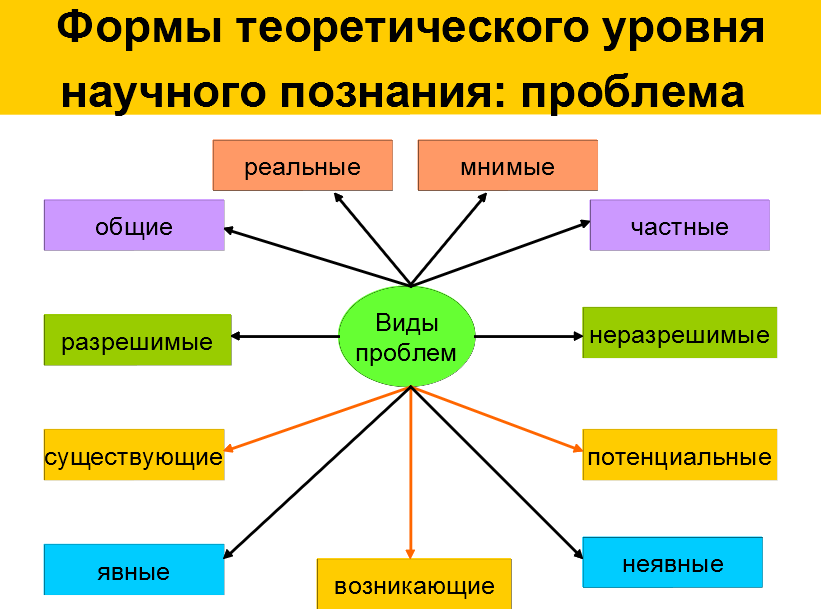 Формы теоретического уровня
научного познания: проблема
реальные
мнимые
общие
частные
Виды
проблем
разрешимые
неразрешимые
существующие
потенциальные
явные
возникающие
неявные